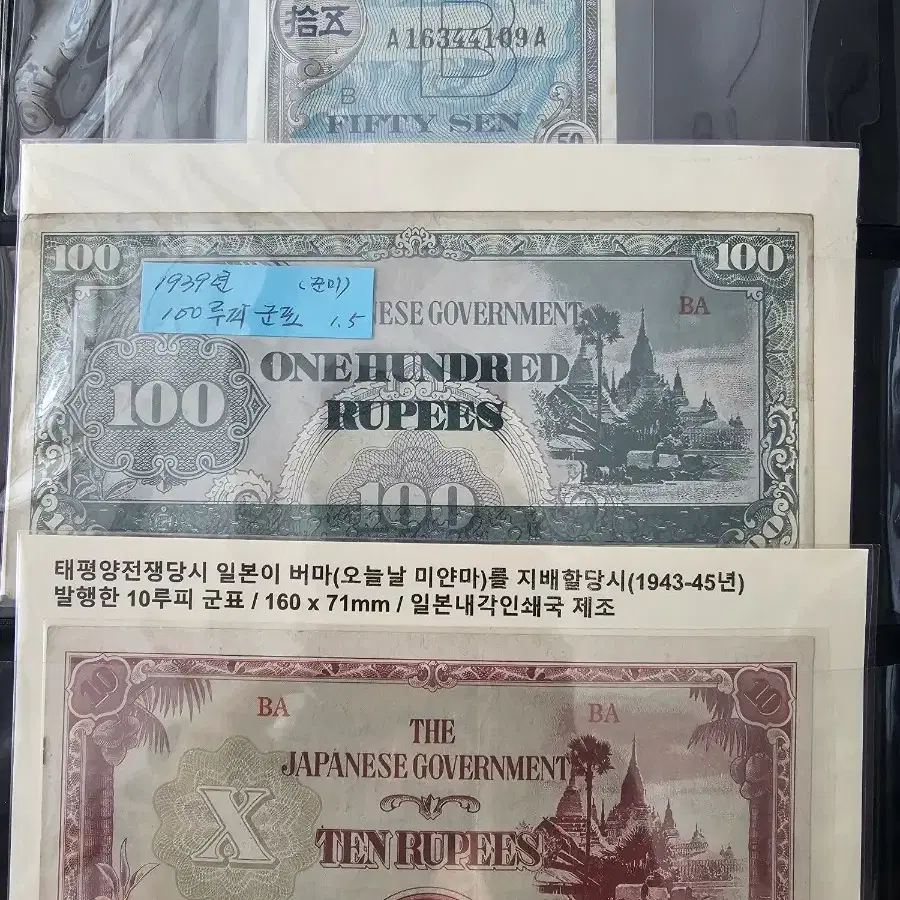 拾五
A16344109A
B
B
FIFTY SEN
50
100
100
1939년 (준미)
100루피 군표 1.5
ESE GOVERNMENT
BA
ONE HUNDRED
RUPEES
100
100
100
태평양전쟁당시 일본이 버마(오늘날 미얀마)를 지배할당시(1943-45년)
발행한 10루피 군표 / 160 x 71mm / 일본내각인쇄국 제조
10
10
BA
BA
THE
JAPANESE GOVERNMENT
X
TEN RUPEES